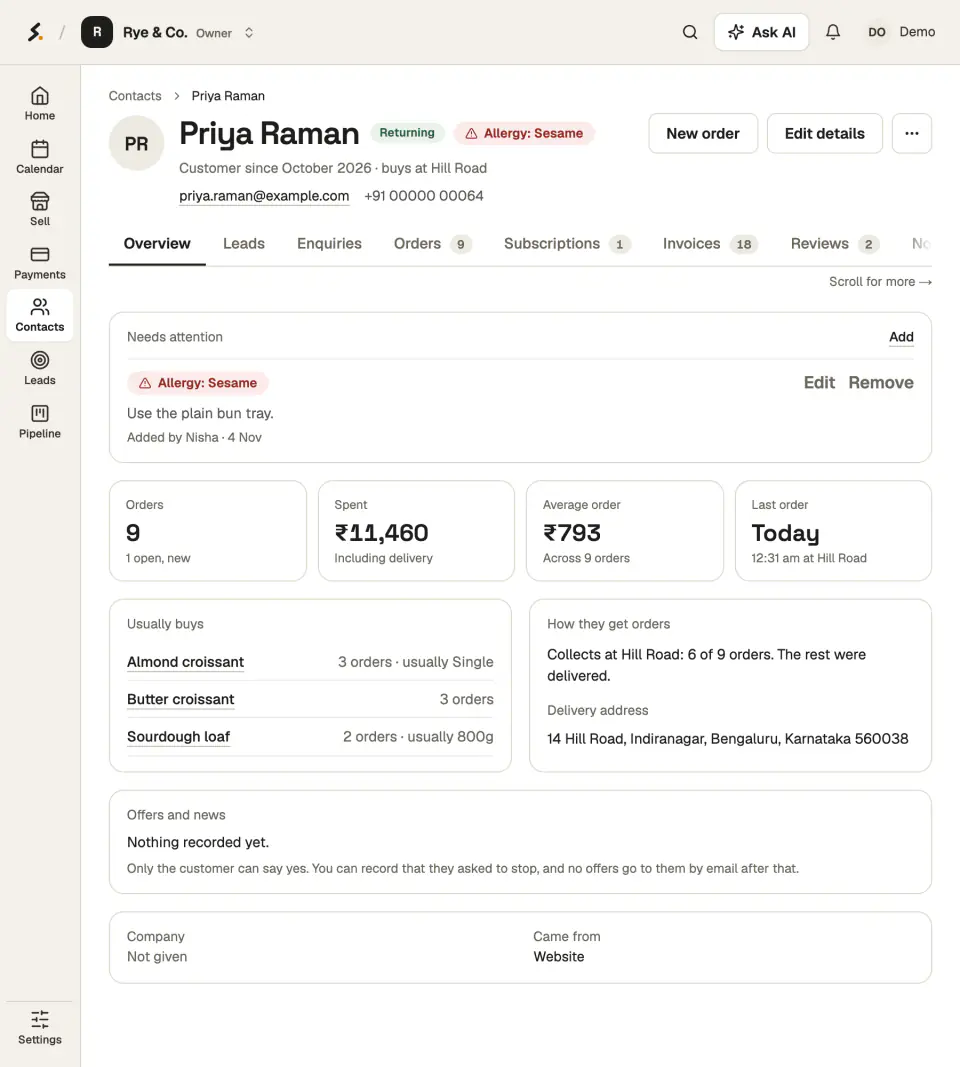 R Rye & Co. Owner
Ask AI
DO Demo
Home
Calendar
Sell
Payments
Contacts
Leads
Pipeline
Settings
Contacts > Priya Raman
PR
Priya Raman Returning Allergy: Sesame
New order Edit details ...
Customer since October 2026 · buys at Hill Road
priya.raman@example.com +91 00000 00064
Overview Leads Enquiries Orders 9 Subscriptions 1 Invoices 18 Reviews 2
Scroll for more →
Needs attention Add
Allergy: Sesame Edit Remove
Use the plain bun tray.
Added by Nisha · 4 Nov
Orders
9
1 open, new
Spent
₹11,460
Including delivery
Average order
₹793
Across 9 orders
Last order
Today
12:31 am at Hill Road
Usually buys
Almond croissant 3 orders · usually Single
Butter croissant 3 orders
Sourdough loaf 2 orders · usually 800g
How they get orders
Collects at Hill Road: 6 of 9 orders. The rest were
delivered.
Delivery address
14 Hill Road, Indiranagar, Bengaluru, Karnataka 560038
Offers and news
Nothing recorded yet.
Only the customer can say yes. You can record that they asked to stop, and no offers go to them by email after that.
Company
Not given
Came from
Website